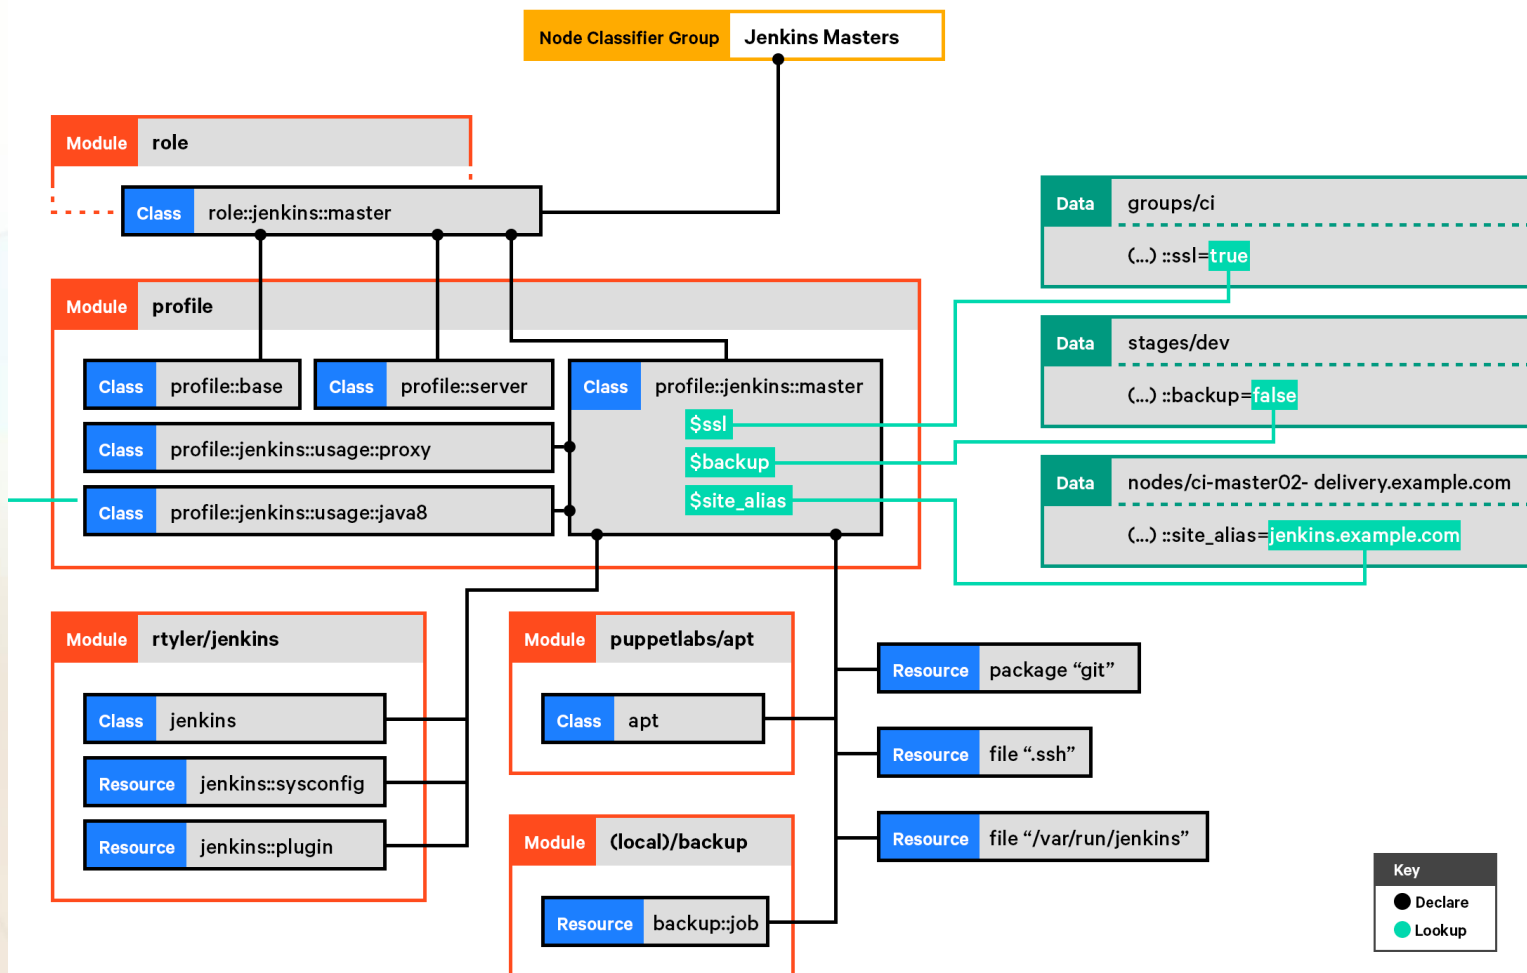 Node Classifier Group Jenkins Masters
Module role
Class role::jenkins::master
Module profile
Class profile::base
Class profile::server
Class profile::jenkins::master
$ssl
$backup
$site_alias
Class profile::jenkins::usage::proxy
Class profile::jenkins::usage::java8
Data groups/ci
(...) ::ssl=true
Data stages/dev
(...) ::backup=false
Data nodes/ci-master02- delivery.example.com
(...) ::site_alias=jenkins.example.com
Module rtyler/jenkins
Class jenkins
Resource jenkins::sysconfig
Resource jenkins::plugin
Module puppetlabs/apt
Class apt
Module (local)/backup
Resource backup::job
Resource package “git”
Resource file “.ssh”
Resource file “/var/run/jenkins”
Key
Declare
Lookup